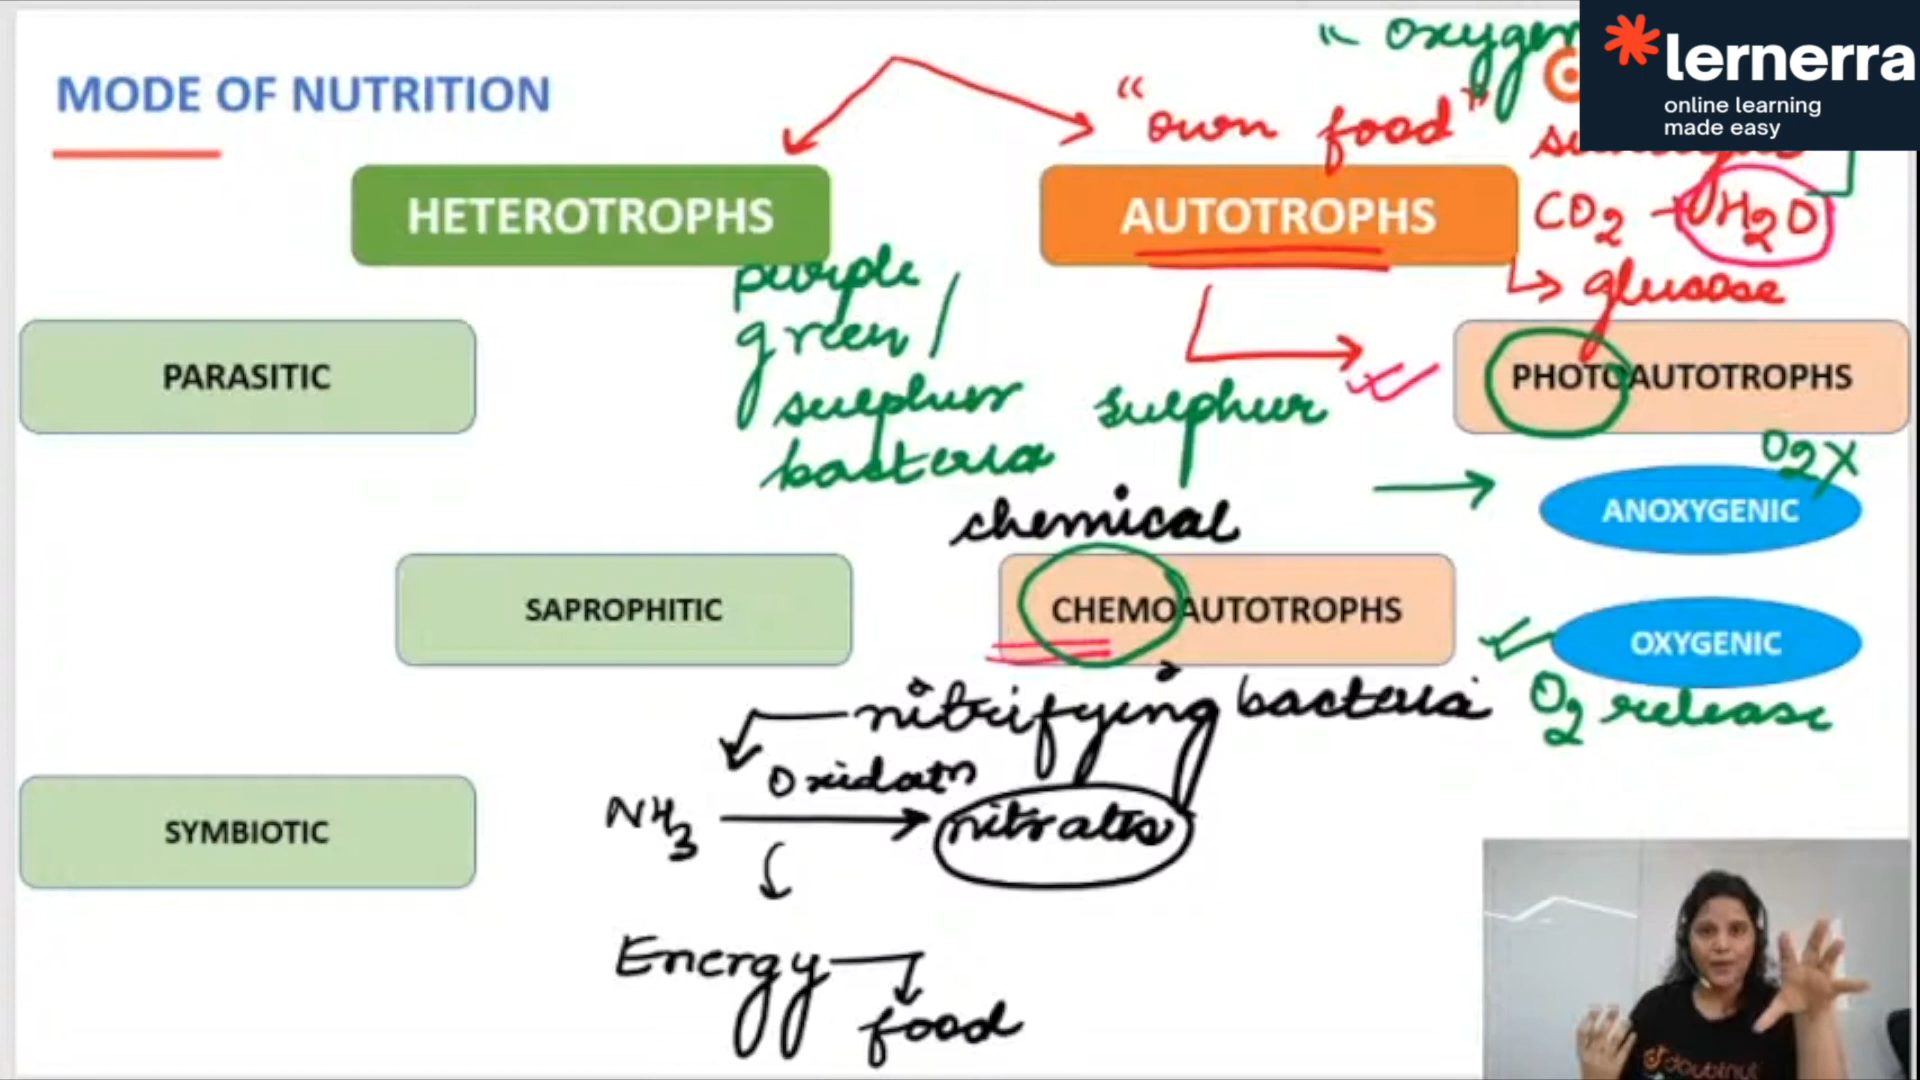 MODE OF NUTRITION
" oxygen
"own food"
lernerra
online learning
made easy
HETEROTROPHS
AUTOTROPHS
CO2 + H2O
glucose
purple
green /
sulphur
bacteria
sulphur
PARASITIC
PHOTOAUTOTROPHS
O2 X
ANOXYGENIC
chemical
SAPROPHITIC
CHEMOAUTOTROPHS
OXYGENIC
O2 release
nitrifying bacteria
Oxidatn
NH3
nitrates
SYMBIOTIC
Energy
food
doubtnut